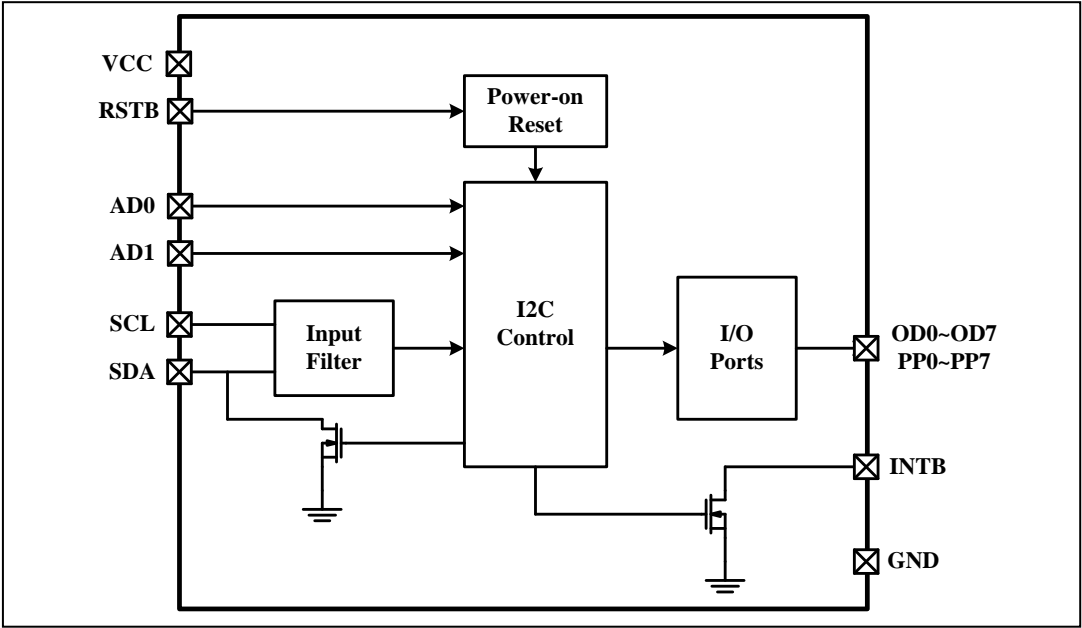 VCC
RSTB
Power-on
Reset
AD0
AD1
SCL
SDA
Input
Filter
I2C
Control
I/O
Ports
OD0~OD7
PP0~PP7
INTB
GND